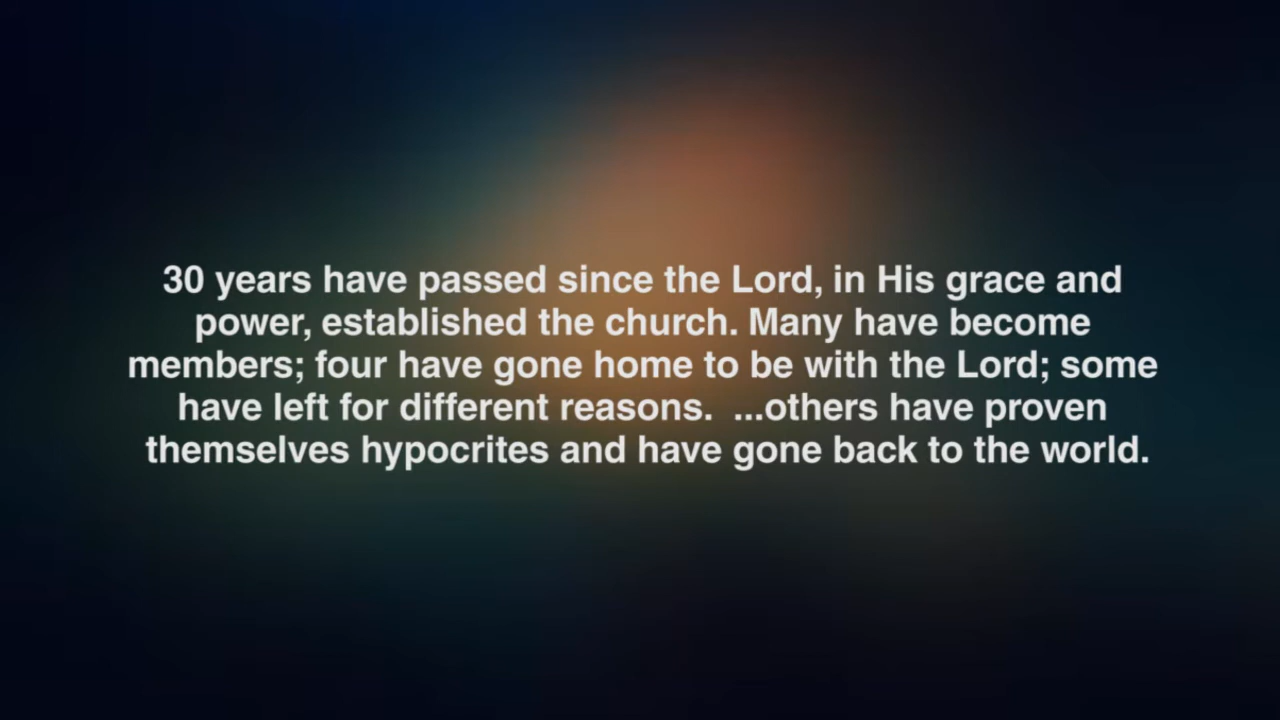 30 years have passed since the Lord, in His grace and
power, established the church. Many have become
members; four have gone home to be with the Lord; some
have left for different reasons.  ...others have proven
themselves hypocrites and have gone back to the world.